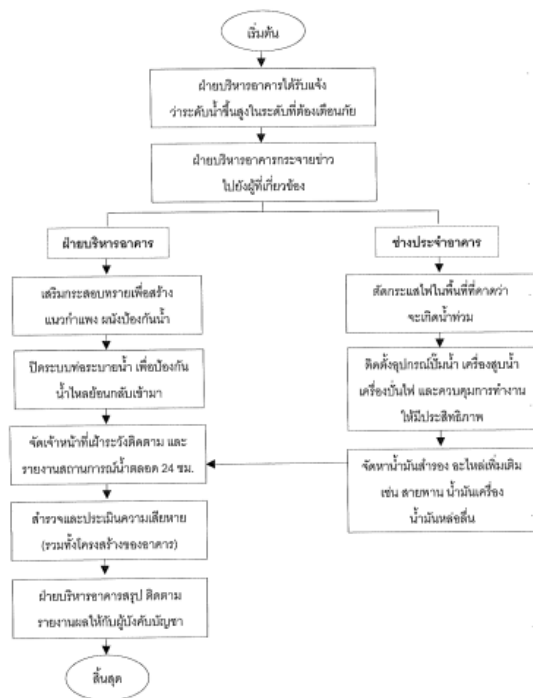 เริ่มต้น
ฝ่ายบริหารอาคารได้รับแจ้ง
ว่าระดับน้ำขึ้นสูงในระดับที่ต้องเตือนภัย
ฝ่ายบริหารอาคารกระจายข่าว
ไปยังผู้ที่เกี่ยวข้อง
ฝ่ายบริหารอาคาร
เสริมกระสอบทรายเพื่อสร้าง
แนวกำแพง ผนังป้องกันน้ำ
ปิดระบบท่อระบายน้ำ เพื่อป้องกัน
น้ำไหลย้อนกลับเข้ามา
จัดเจ้าหน้าที่เฝ้าระวังติดตาม และ
รายงานสถานการณ์น้ำตลอด 24 ชม.
สำรวจและประเมินความเสียหาย
(รวมทั้งโครงสร้างของอาคาร)
ฝ่ายบริหารอาคารสรุป ติดตาม
รายงานผลให้กับผู้บังคับบัญชา
สิ้นสุด
ช่างประจำอาคาร
ตัดกระแสไฟในพื้นที่ที่คาดว่า
จะเกิดน้ำท่วม
ติดตั้งอุปกรณ์ปั๊มน้ำ เครื่องสูบน้ำ
เครื่องปั่นไฟ และควบคุมการทำงาน
ให้มีประสิทธิภาพ
จัดหาน้ำมันสำรอง อะไหล่เพิ่มเติม
เช่น สายพาน น้ำมันเครื่อง
น้ำมันหล่อลื่น